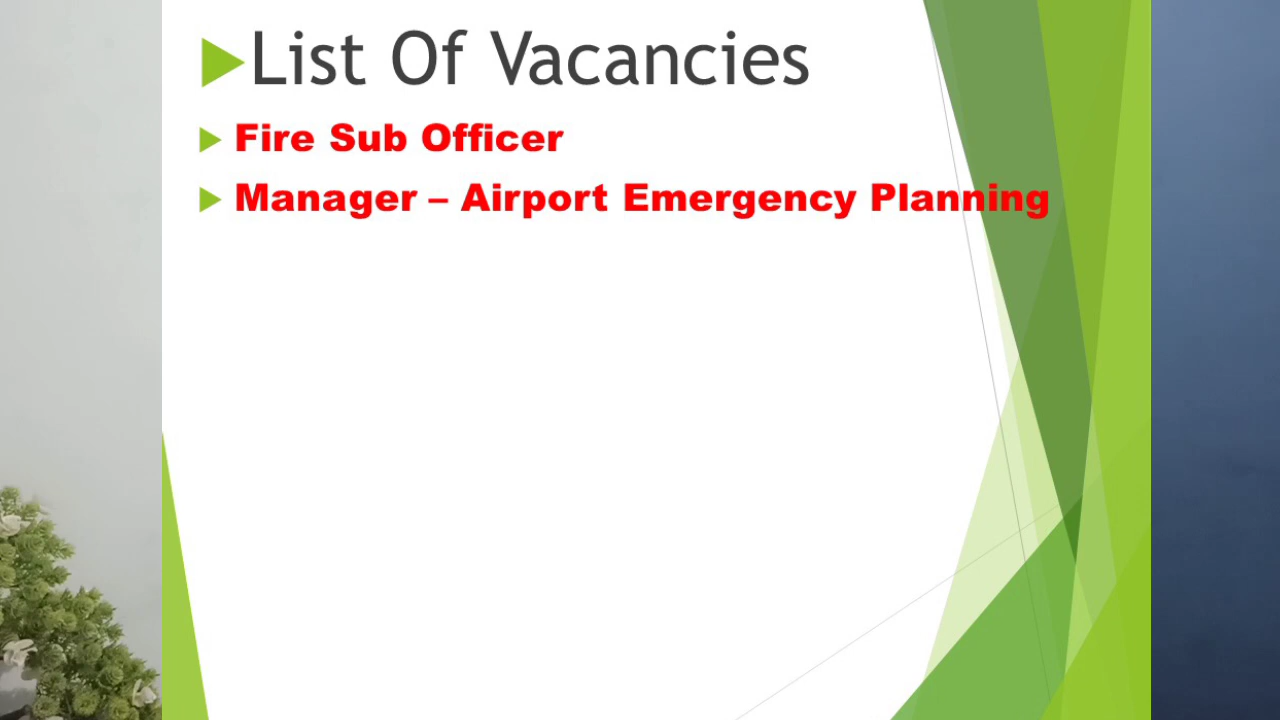 List Of Vacancies
Fire Sub Officer
Manager – Airport Emergency Planning